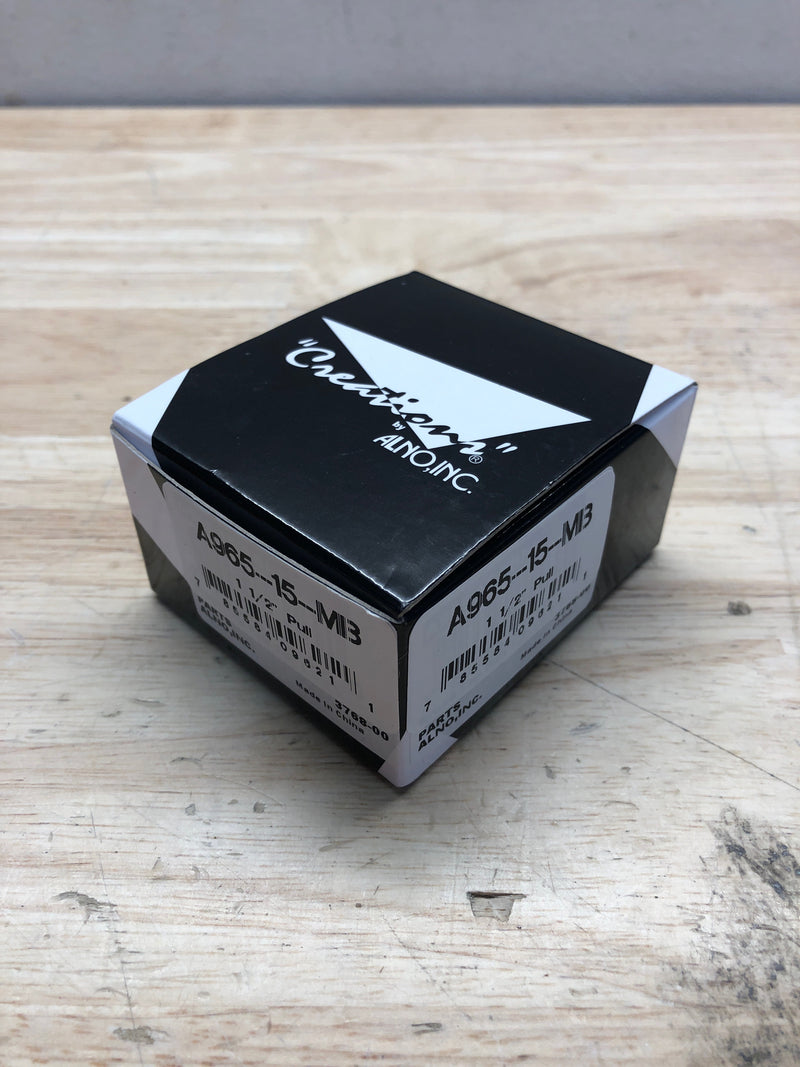 "Creations"®
by
ALNO, INC.
A965-15-MB
1 1/2" Pull
7 85584 09621 1
PARTS
ALNO, INC.
3768-00
Made in China
A965-15-MB
1 1/2" Pull
7 85584 09621 1
3768-00
Made in China
PARTS
ALNO, INC.